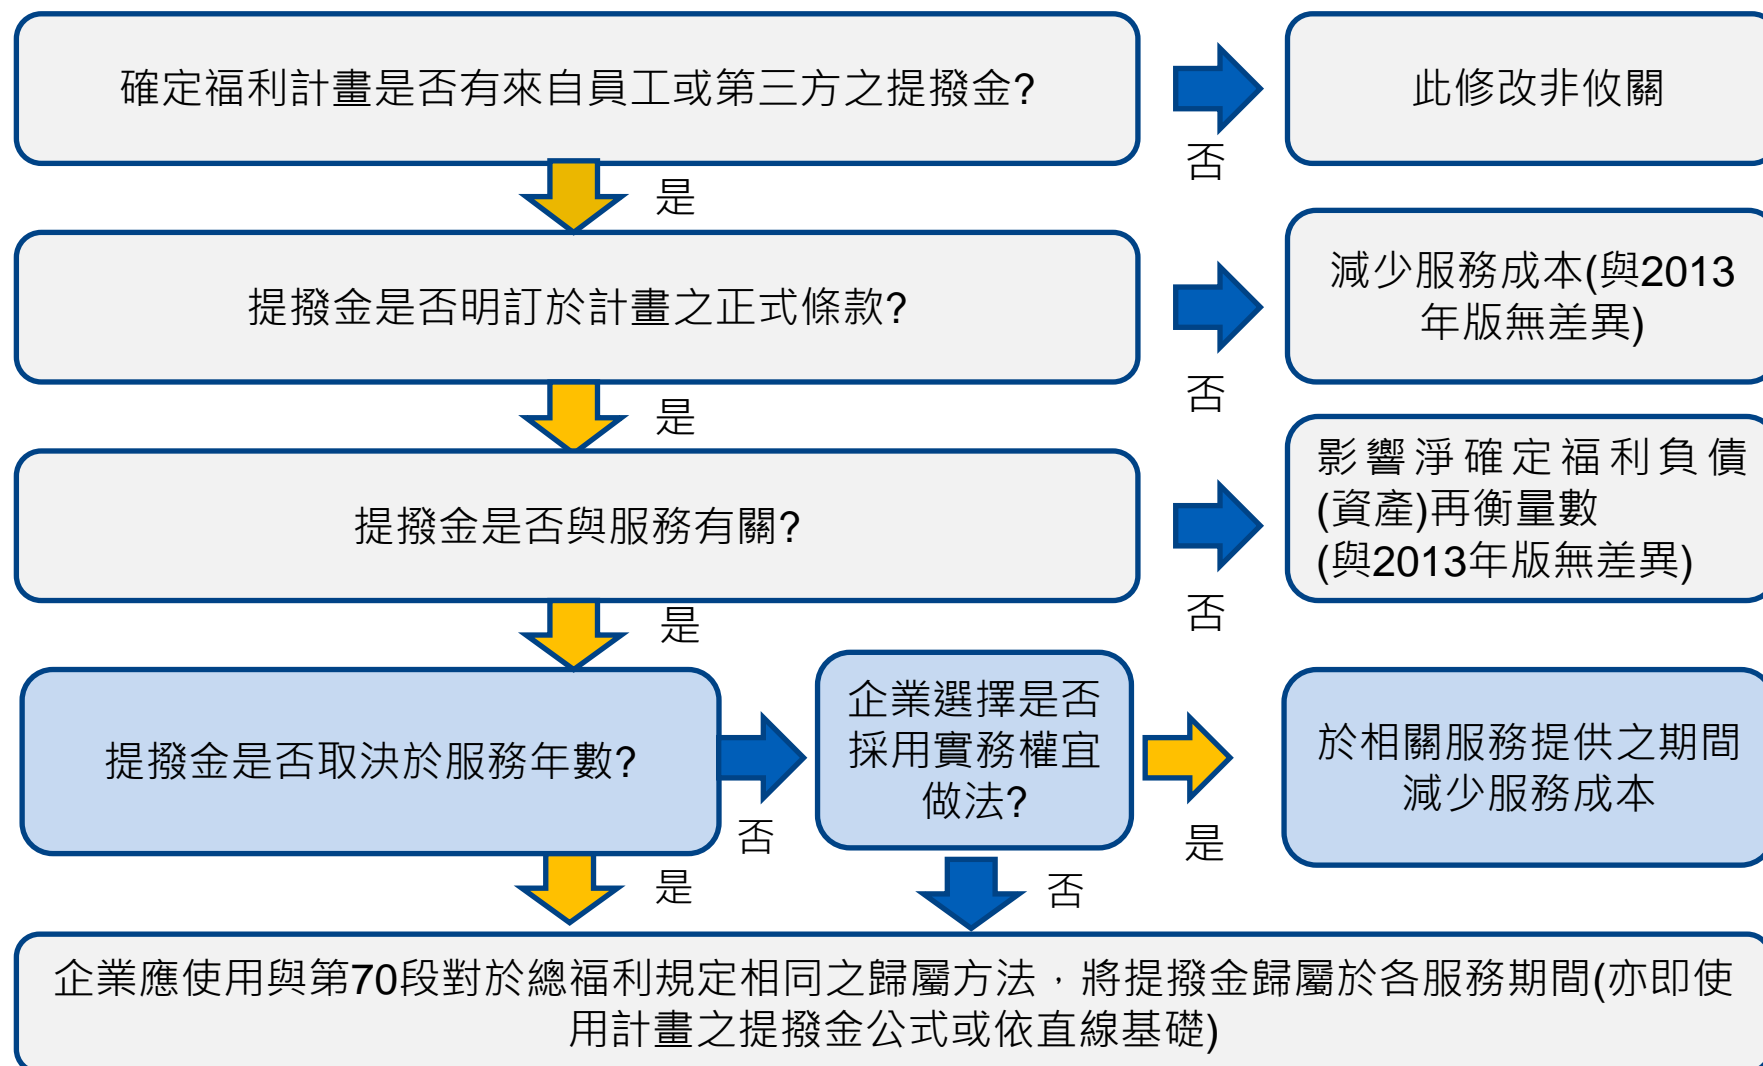 確定福利計畫是否有來自員工或第三方之提撥金?
否
此修改非攸關
是
提撥金是否明訂於計畫之正式條款?
否
減少服務成本(與2013
年版無差異)
是
提撥金是否與服務有關?
否
影響淨確定福利負債
(資產)再衡量數
(與2013年版無差異)
是
提撥金是否取決於服務年數?
否
企業選擇是否
採用實務權宜
做法?
是
於相關服務提供之期間
減少服務成本
是
否
企業應使用與第70段對於總福利規定相同之歸屬方法，將提撥金歸屬於各服務期間(亦即使
用計畫之提撥金公式或依直線基礎)